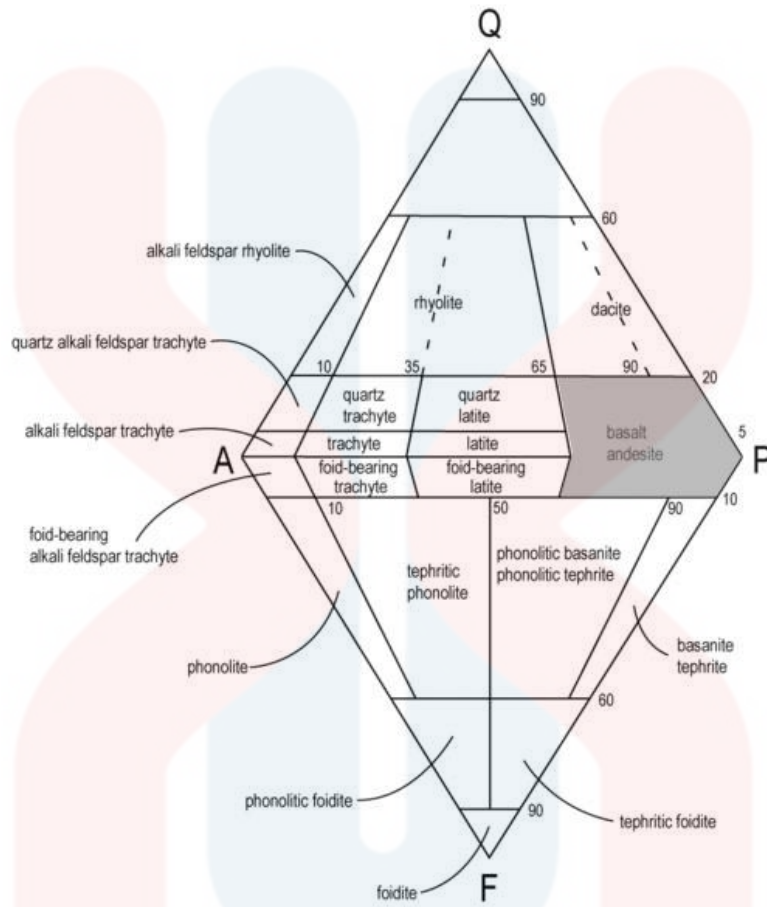 Q
90
60
alkali feldspar rhyolite
rhyolite
dacite
quartz alkali feldspar trachyte
10
35
65
90
20
quartz
trachyte
quartz
latite
alkali feldspar trachyte
basalt
andesite
5
trachyte
latite
A
P
foid-bearing
trachyte
foid-bearing
latite
10
50
90
10
foid-bearing
alkali feldspar trachyte
tephritic
phonolite
phonolitic basanite
phonolitic tephrite
basanite
tephrite
phonolite
60
phonolitic foidite
90
tephritic foidite
foidite
F